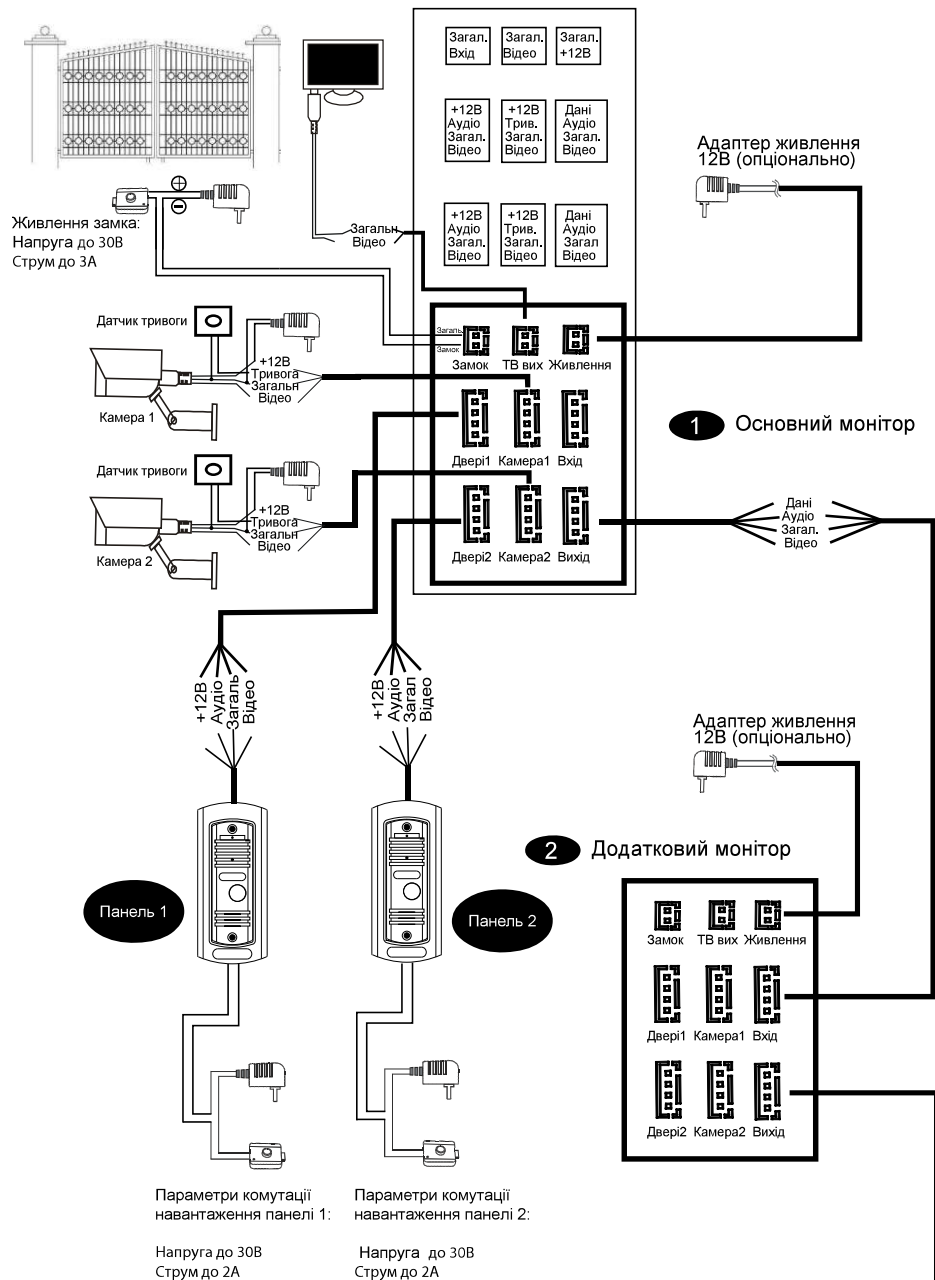 Загал.
Вхід
Загал.
Відео
Загал.
+12В
+12В
Аудіо
Загал.
Відео
+12В
Трив.
Загал.
Відео
Дані
Аудіо
Загал.
Відео
+12В
Аудіо
Загал.
Відео
+12В
Трив.
Загал.
Відео
Дані
Аудіо
Загал
Відео
Адаптер живлення
12В (опціонально)
Живлення замка:
Напруга до 30В
Струм до 3А
Загальн
Відео
Загаль
Замок
Замок
ТВ вих
Живлення
Датчик тривоги
+12В
Тривога
Загальн
Відео
Камера 1
Двері1
Камера1
Вхід
1 Основний монітор
Датчик тривоги
+12В
Тривога
Загальн
Відео
Камера 2
Двері2
Камера2
Вихід
Дані
Аудіо
Загал.
Відео
+12В
Аудіо
Загаль
Відео
+12В
Аудіо
Загал
Відео
Адаптер живлення
12В (опціонально)
2 Додатковий монітор
Панель 1
Панель 2
Замок
ТВ вих
Живлення
Двері1
Камера1
Вхід
Двері2
Камера2
Вихід
Параметри комутації
навантаження панелі 1:
Напруга до 30В
Струм до 2А
Параметри комутації
навантаження панелі 2:
Напруга до 30В
Струм до 2А